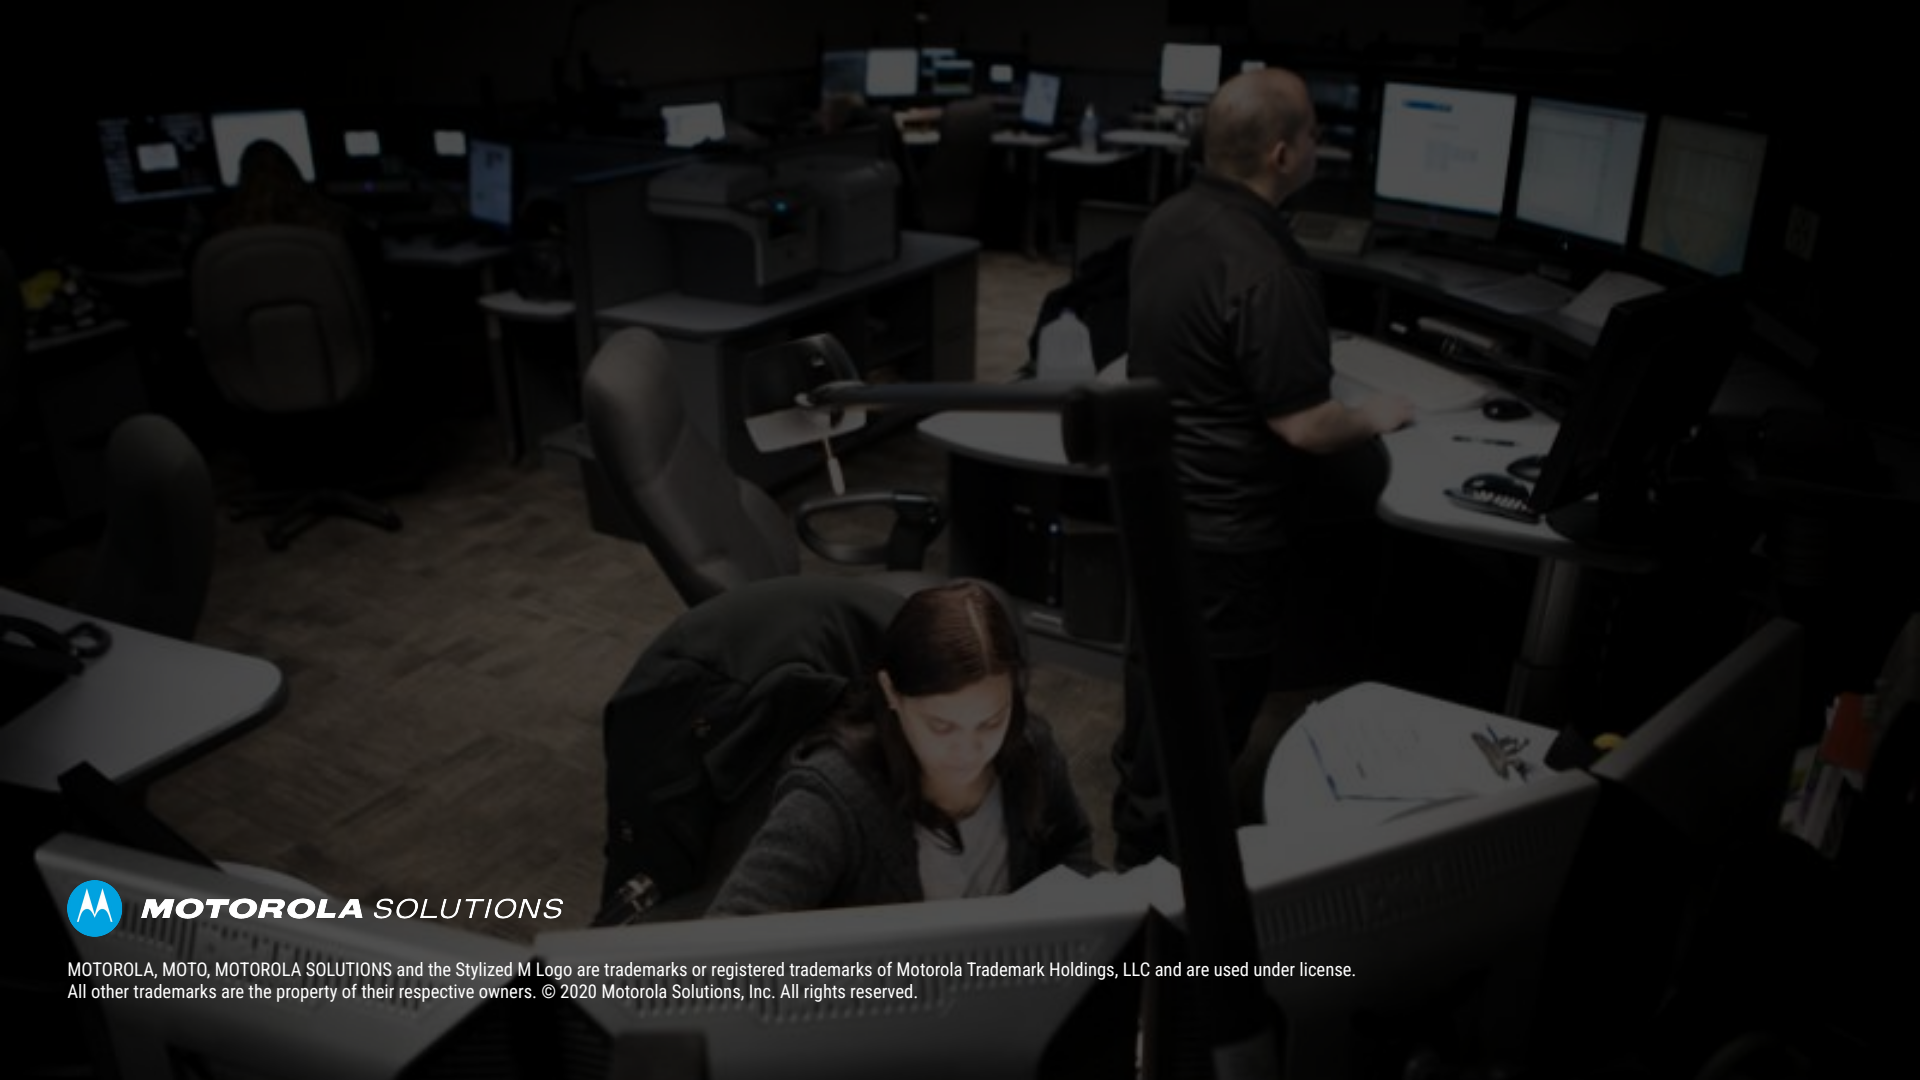 MOTOROLA SOLUTIONS
MOTOROLA, MOTO, MOTOROLA SOLUTIONS and the Stylized M Logo are trademarks or registered trademarks of Motorola Trademark Holdings, LLC and are used under license.
All other trademarks are the property of their respective owners. © 2020 Motorola Solutions, Inc. All rights reserved.